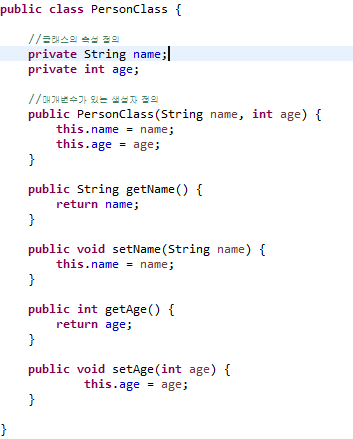 public class PersonClass {
//클래스의 속성 정의
private String name;
private int age;
//매개변수가 있는 생성자 정의
public PersonClass(String name, int age) {
this.name = name;
this.age = age;
}
public String getName() {
return name;
}
public void setName(String name) {
this.name = name;
}
public int getAge() {
return age;
}
public void setAge(int age) {
this.age = age;
}
}